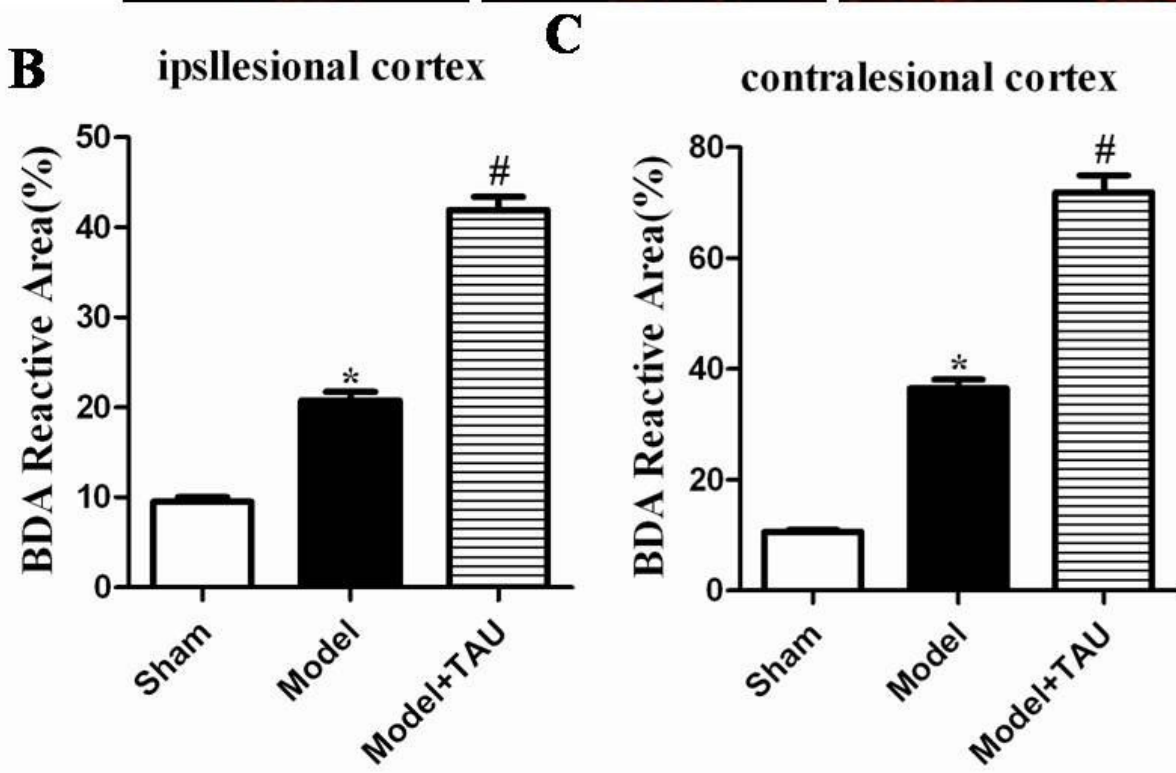 B
ipsllesional cortex
BDA Reactive Area(%)
50
40
30
20
10
0
*
#
Sham
Model
Model+TAU
C
contralesional cortex
BDA Reactive Area(%)
80
60
40
20
0
*
#
Sham
Model
Model+TAU